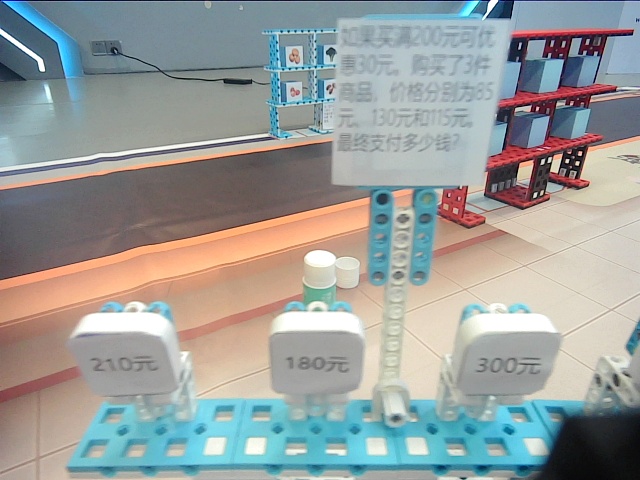 如果买满200元可优
惠30元。购买了3件
商品，价格分别为85
元、130元和115元。
最终支付多少钱？
210元
180元
300元